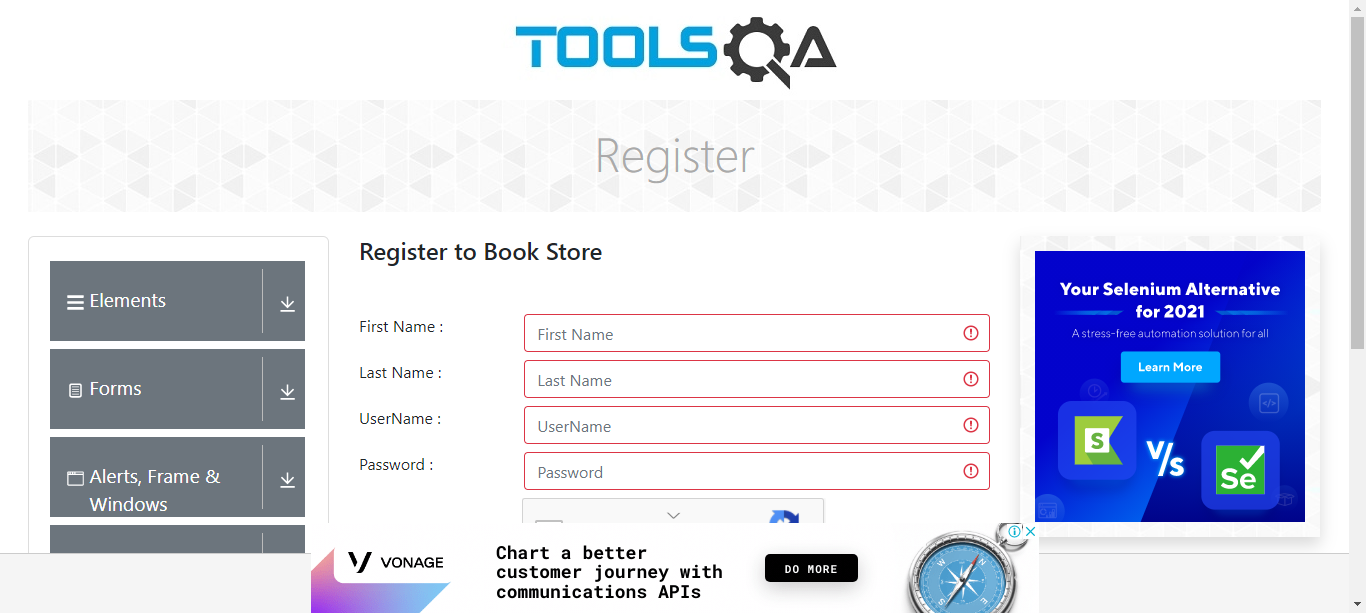 TOOLSQA
Register
Elements
Forms
Alerts, Frame &
Windows
Register to Book Store
First Name :
First Name
Last Name :
Last Name
UserName :
UserName
Password :
Password
Your Selenium Alternative
for 2021
A stress-free automation solution for all
Learn More
</>
S
V/s
Se
VONAGE
Chart a better
customer journey with
communications APIs
DO MORE
N
E
S
W